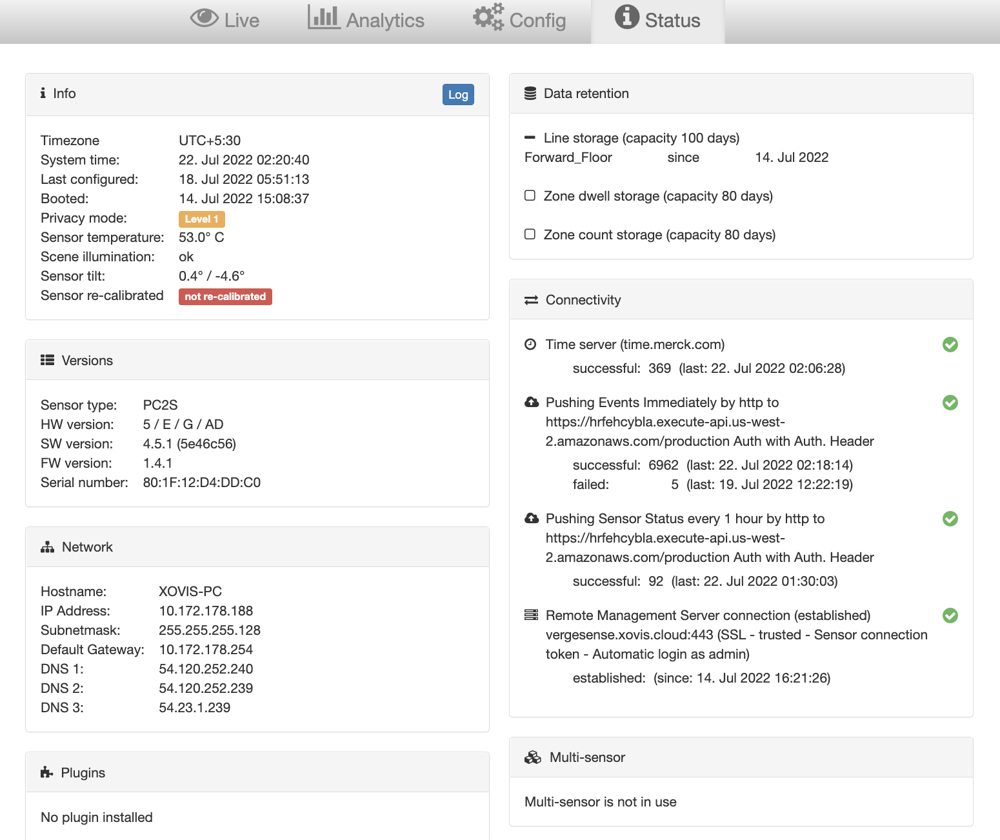 Live
Analytics
Config
Status
Info
Log
Timezone UTC+5:30
System time: 22. Jul 2022 02:20:40
Last configured: 18. Jul 2022 05:51:13
Booted: 14. Jul 2022 15:08:37
Privacy mode: Level 1
Sensor temperature: 53.0° C
Scene illumination: ok
Sensor tilt: 0.4° / -4.6°
Sensor re-calibrated not re-calibrated
Versions
Sensor type: PC2S
HW version: 5 / E / G / AD
SW version: 4.5.1 (5e46c56)
FW version: 1.4.1
Serial number: 80:1F:12:D4:DD:C0
Network
Hostname: XOVIS-PC
IP Address: 10.172.178.188
Subnetmask: 255.255.255.128
Default Gateway: 10.172.178.254
DNS 1: 54.120.252.240
DNS 2: 54.120.252.239
DNS 3: 54.23.1.239
Plugins
No plugin installed
Data retention
Line storage (capacity 100 days)
Forward_Floor since 14. Jul 2022
Zone dwell storage (capacity 80 days)
Zone count storage (capacity 80 days)
Connectivity
Time server (time.merck.com)
successful: 369 (last: 22. Jul 2022 02:06:28)
Pushing Events Immediately by http to
https://hrfehcybla.execute-api.us-west-
2.amazonaws.com/production Auth with Auth. Header
successful: 6962 (last: 22. Jul 2022 02:18:14)
failed: 5 (last: 19. Jul 2022 12:22:19)
Pushing Sensor Status every 1 hour by http to
https://hrfehcybla.execute-api.us-west-
2.amazonaws.com/production Auth with Auth. Header
successful: 92 (last: 22. Jul 2022 01:30:03)
Remote Management Server connection (established)
vergesense.xovis.cloud:443 (SSL - trusted - Sensor connection
token - Automatic login as admin)
established: (since: 14. Jul 2022 16:21:26)
Multi-sensor
Multi-sensor is not in use